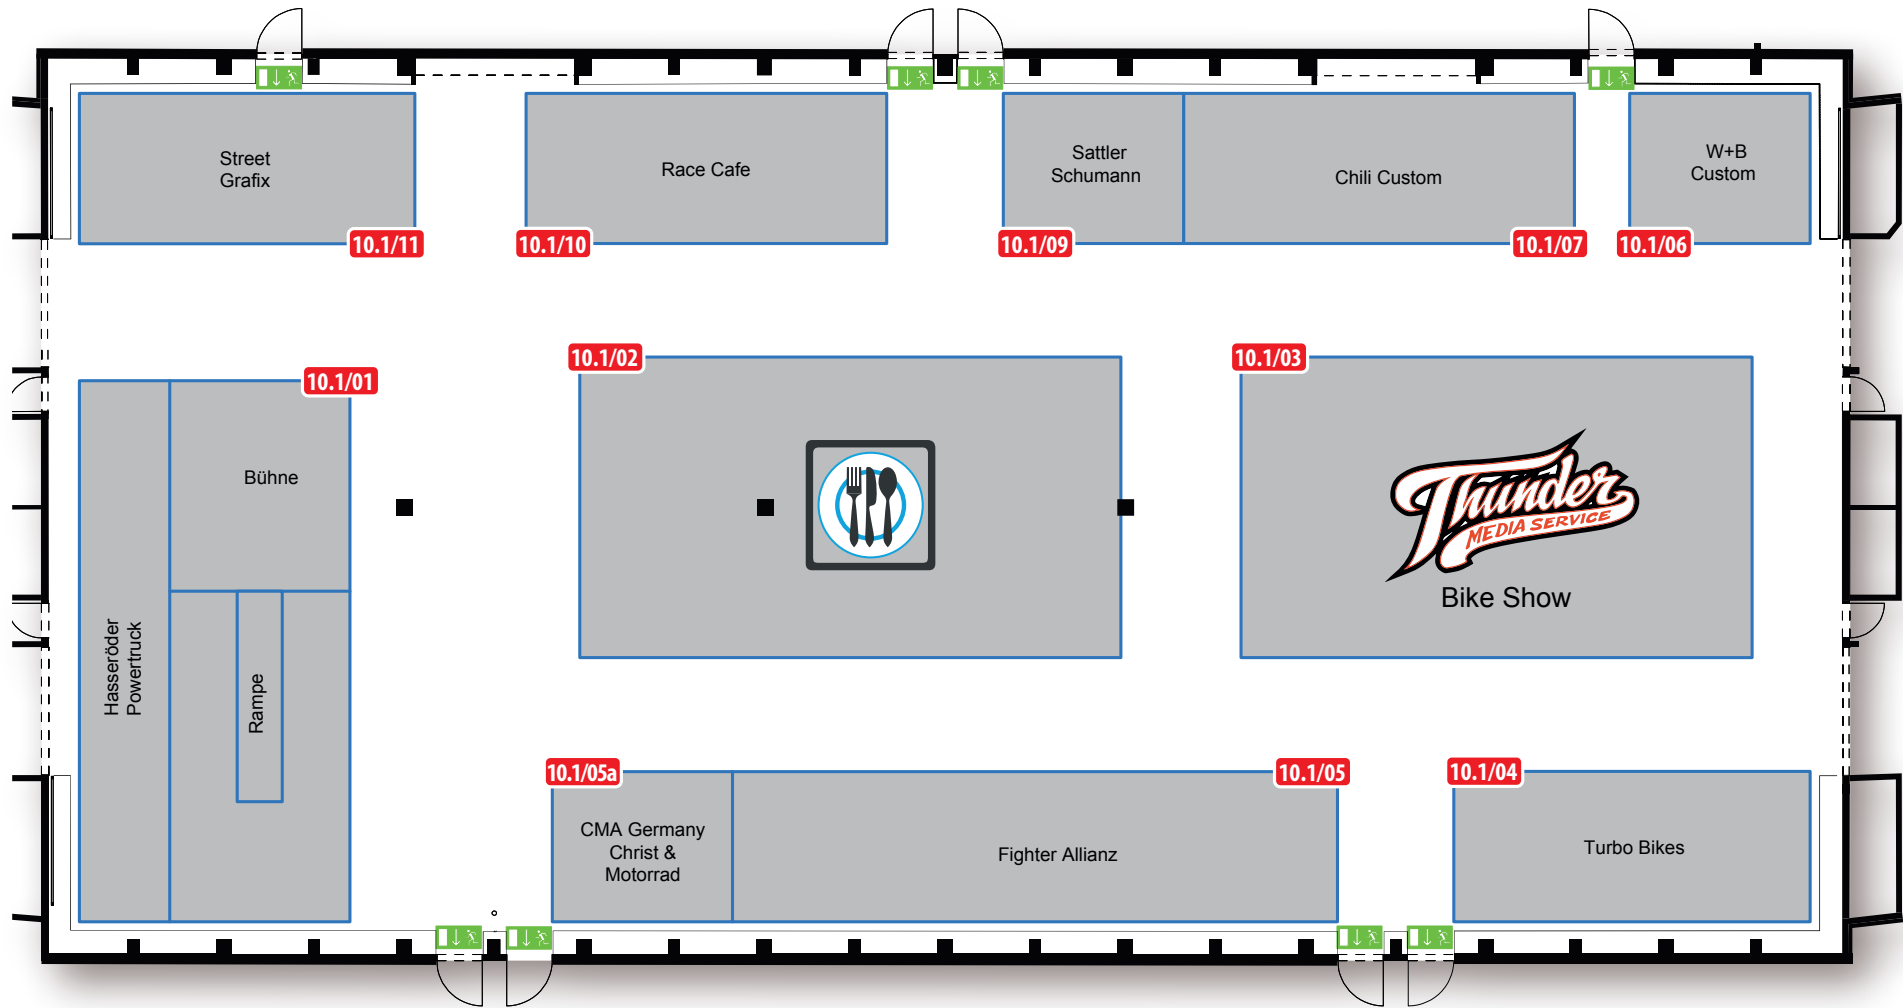 Street
Grafix
10.1/11
Race Cafe
10.1/10
Sattler
Schumann
10.1/09
Chili Custom
10.1/07
W+B
Custom
10.1/06
10.1/01
Bühne
Hasseröder
Powertruck
Rampe
10.1/02
10.1/03
Thunder
MEDIA SERVICE
Bike Show
10.1/05a
CMA Germany
Christ &
Motorrad
10.1/05
Fighter Allianz
10.1/04
Turbo Bikes